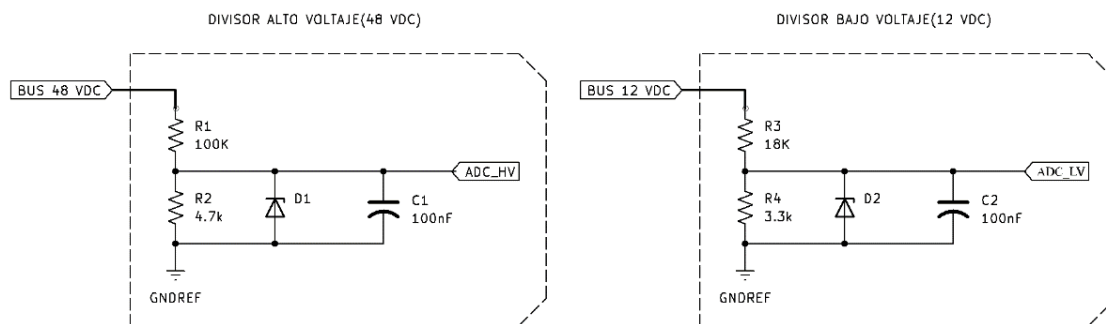 DIVISOR ALTO VOLTAJE(48 VDC)
BUS 48 VDC
R1
100K
ADC_HV
R2
4.7k
D1
C1
100nF
GNDREF
DIVISOR BAJO VOLTAJE(12 VDC)
BUS 12 VDC
R3
18K
ADC_LV
R4
3.3k
D2
C2
100nF
GNDREF